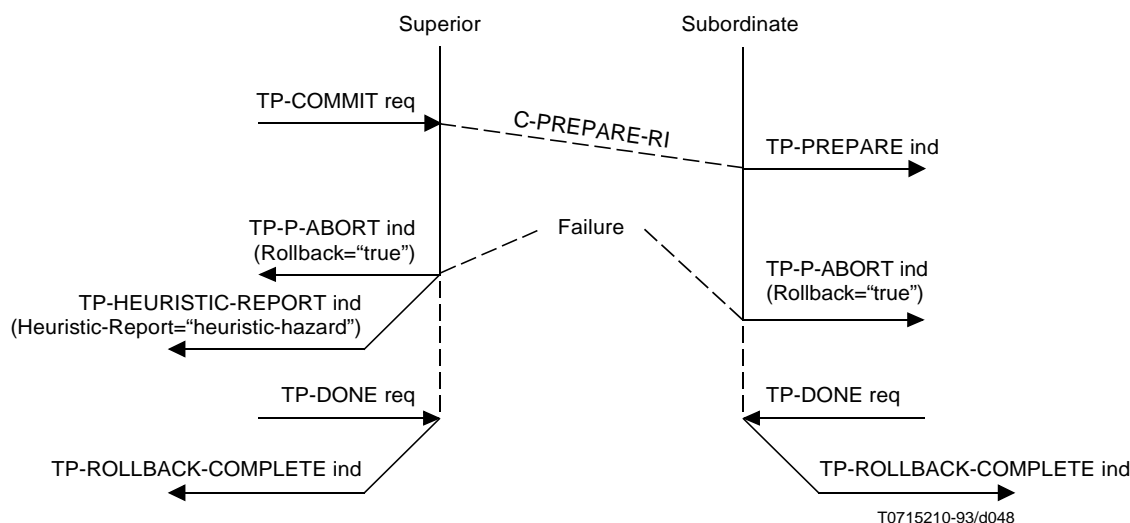 Superior
Subordinate
TP-COMMIT req
C-PREPARE-RI
TP-PREPARE ind
TP-P-ABORT ind
(Rollback=“true”)
Failure
TP-P-ABORT ind
(Rollback=“true”)
TP-HEURISTIC-REPORT ind
(Heuristic-Report=“heuristic-hazard”)
TP-DONE req
TP-DONE req
TP-ROLLBACK-COMPLETE ind
TP-ROLLBACK-COMPLETE ind
T0715210-93/d048